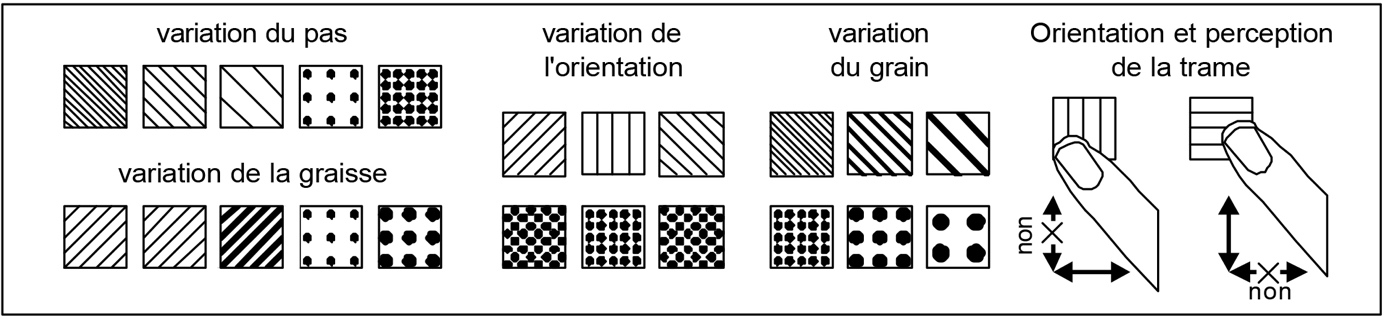 variation du pas
variation de la graisse
variation de
l'orientation
variation
du grain
Orientation et perception
de la trame
non
non